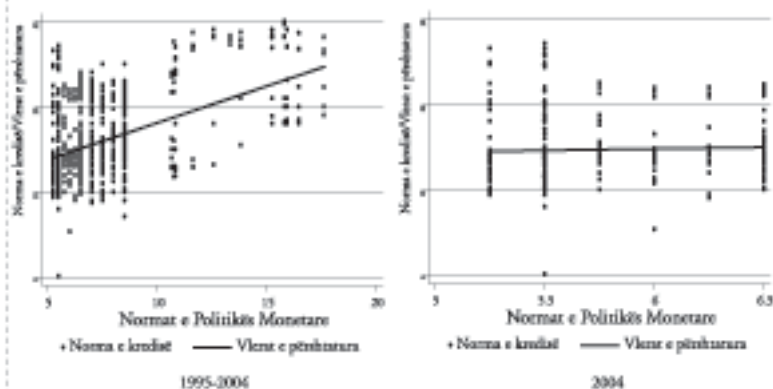 Norma e kredisë/Vlerat e përshtatura
5 10 15 20
Normat e Politikës Monetare
Norma e kredisë Vlerat e përshtatura
1995-2004
Norma e kredisë/Vlerat e përshtatura
5 5.5 6 6.5
Normat e Politikës Monetare
Norma e kredisë Vlerat e përshtatura
2004